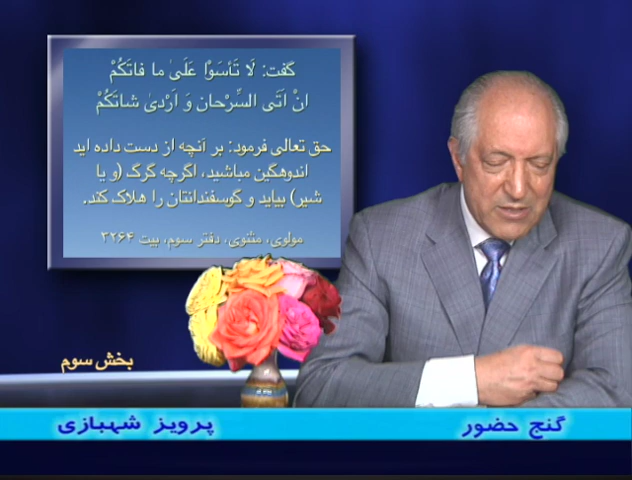 گفت: لَا تَأْسَوْا عَلَیٰ ما فاتَکُمْ
اِنْ اَتَی السِّرْحان وَ اَرْدیٰ شاتَکُمْ
حق تعالی فرمود: بر آنچه از دست داده اید
اندوهگین مباشید، اگرچه گرگ (و یا
شیر) بیاید و گوسفندانتان را هلاک کند.
مولوی، مثنوی، دفتر سوم، بیت ۳۲۶۴
بخش سوم
گنج حضور
پرویز شهبازی